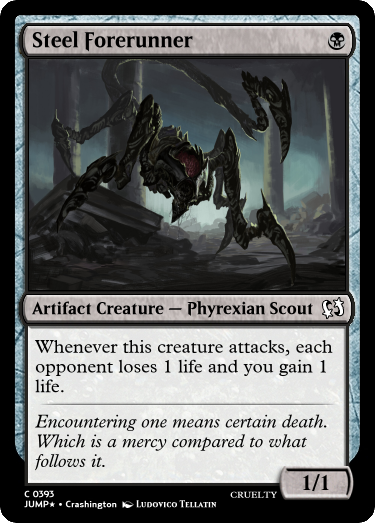 Steel Forerunner
Artifact Creature — Phyrexian Scout
Whenever this creature attacks, each
opponent loses 1 life and you gain 1
life.
Encountering one means certain death.
Which is a mercy compared to what
follows it.
1/1
C 0393
CRUELTY
JUMP★ • Crashington Ludovico Tellatin